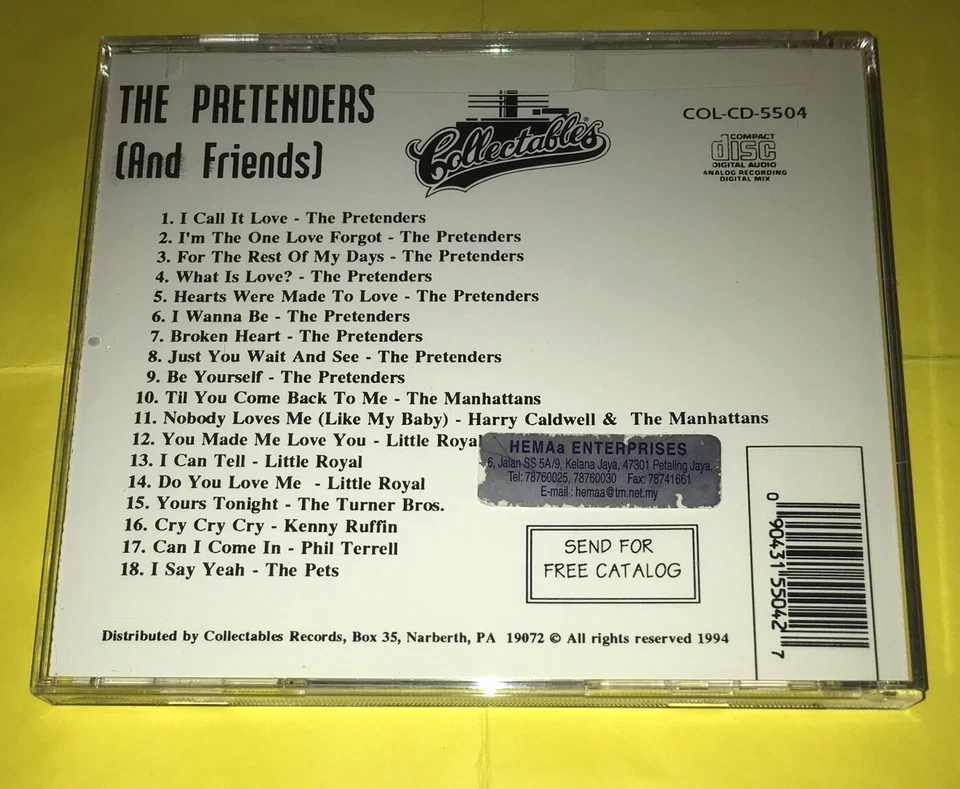 THE PRETENDERS
(And Friends)
Collectables®
COL-CD-5504
COMPACT
disc
DIGITAL AUDIO
ANALOG RECORDING
DIGITAL MIX
1. I Call It Love - The Pretenders
2. I'm The One Love Forgot - The Pretenders
3. For The Rest Of My Days - The Pretenders
4. What Is Love? - The Pretenders
5. Hearts Were Made To Love - The Pretenders
6. I Wanna Be - The Pretenders
7. Broken Heart - The Pretenders
8. Just You Wait And See - The Pretenders
9. Be Yourself - The Pretenders
10. Til You Come Back To Me - The Manhattans
11. Nobody Loves Me (Like My Baby) - Harry Caldwell & The Manhattans
12. You Made Me Love You - Little Royal
13. I Can Tell - Little Royal
14. Do You Love Me - Little Royal
15. Yours Tonight - The Turner Bros.
16. Cry Cry Cry - Kenny Ruffin
17. Can I Come In - Phil Terrell
18. I Say Yeah - The Pets
HEMAa ENTERPRISES
6, Jalan SS 5A/9, Kelana Jaya, 47301 Petaling Jaya.
Tel: 78760025, 78760030 Fax: 78741661
E-mail : hemaa@tm.net.my
SEND FOR
FREE CATALOG
0 90431 55042 7
Distributed by Collectables Records, Box 35, Narberth, PA 19072 © All rights reserved 1994